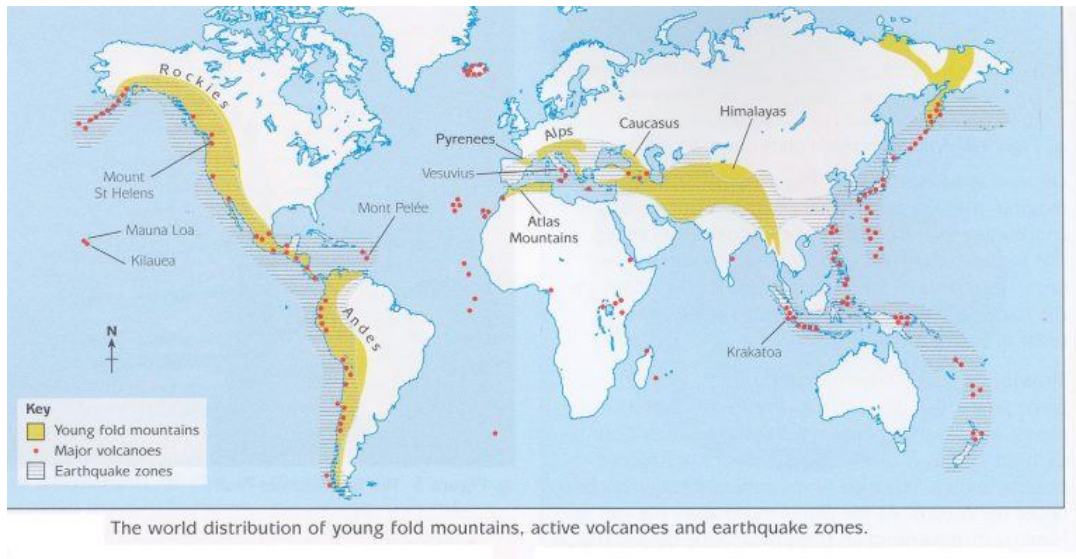 Rockies
Himalayas
Caucasus
Alps
Pyrenees
Vesuvius
Mount
St Helens
Mont Pelée
Atlas
Mountains
Mauna Loa
Kilauea
Andes
N
Krakatoa
Key
Young fold mountains
Major volcanoes
Earthquake zones
The world distribution of young fold mountains, active volcanoes and earthquake zones.